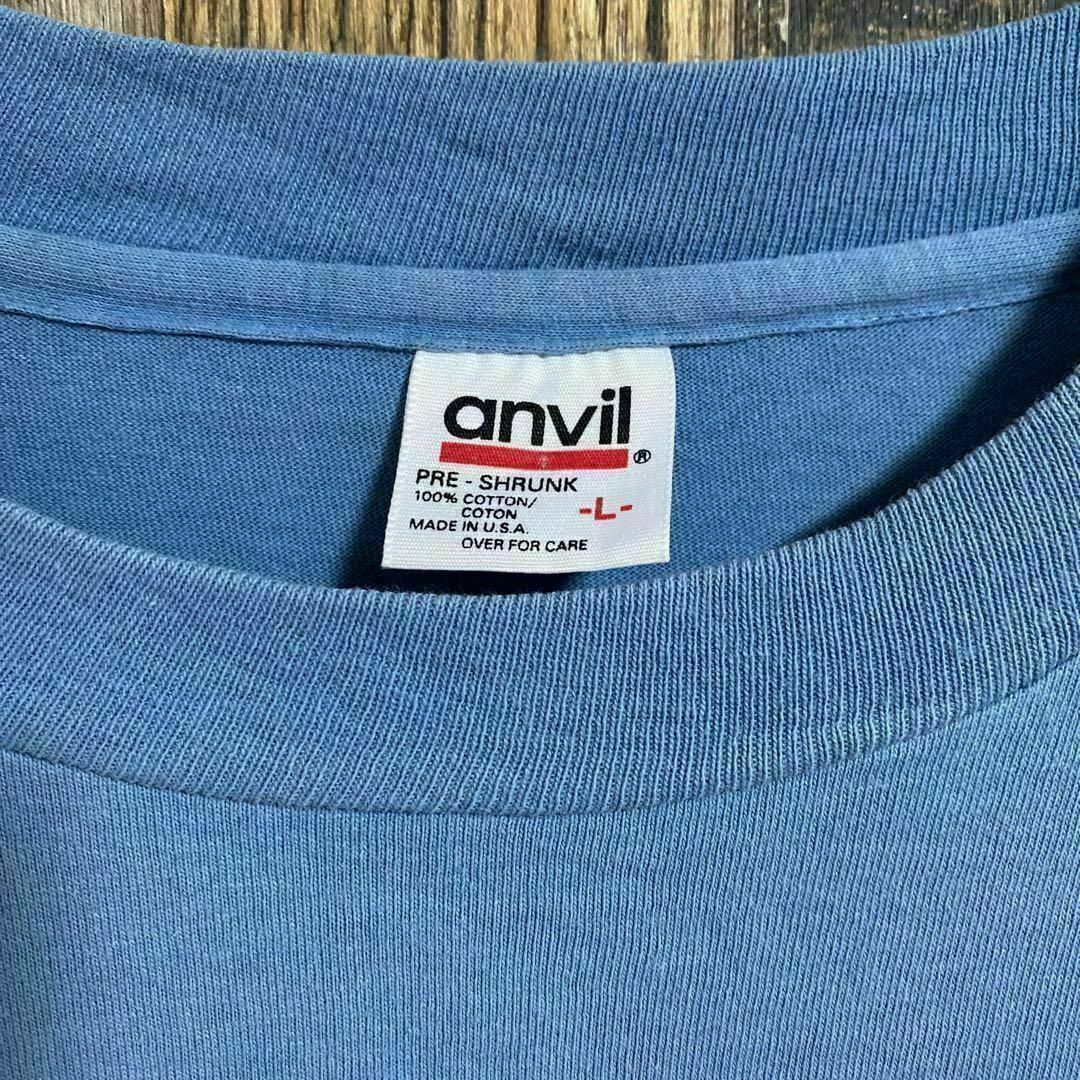 anvil®
PRE - SHRUNK
100% COTTON/
COTON
-L-
MADE IN U.S.A.
OVER FOR CARE